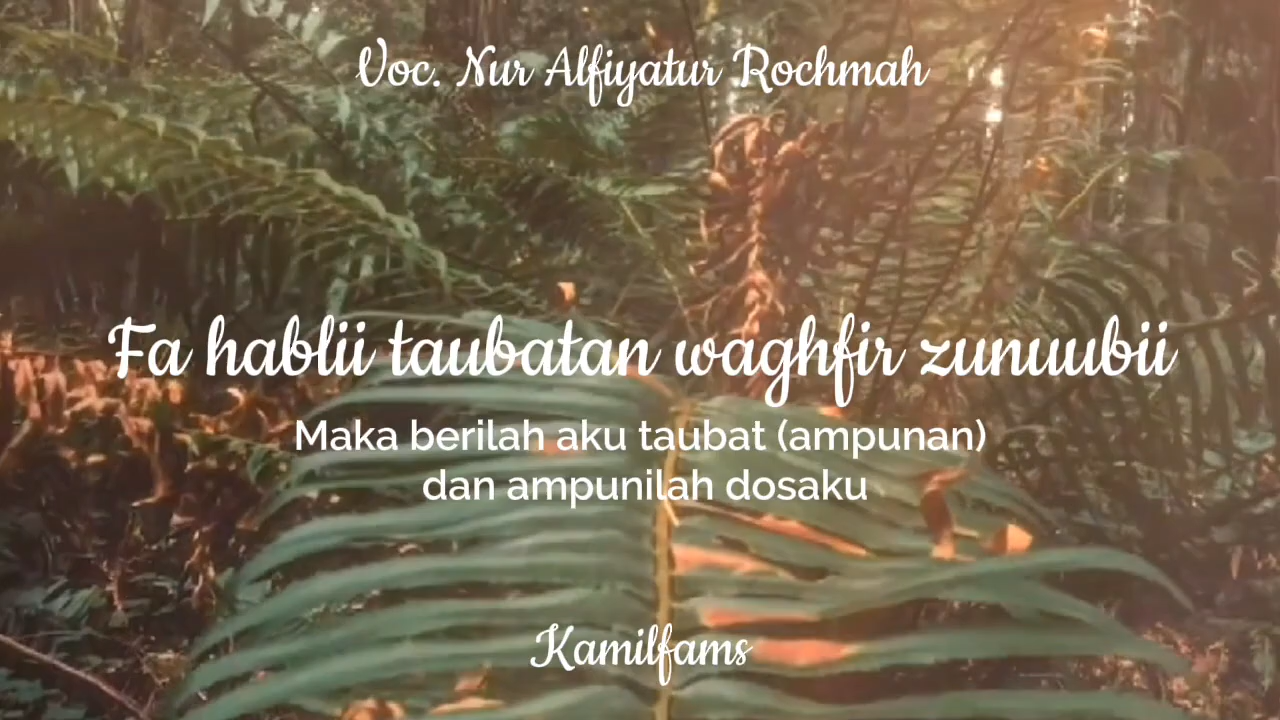 Voc. Nur Alfiyatur Rochmah
Fa hablii taubatan waghfir zunuubii
Maka berilah aku taubat (ampunan)
dan ampunilah dosaku
Kamilfams